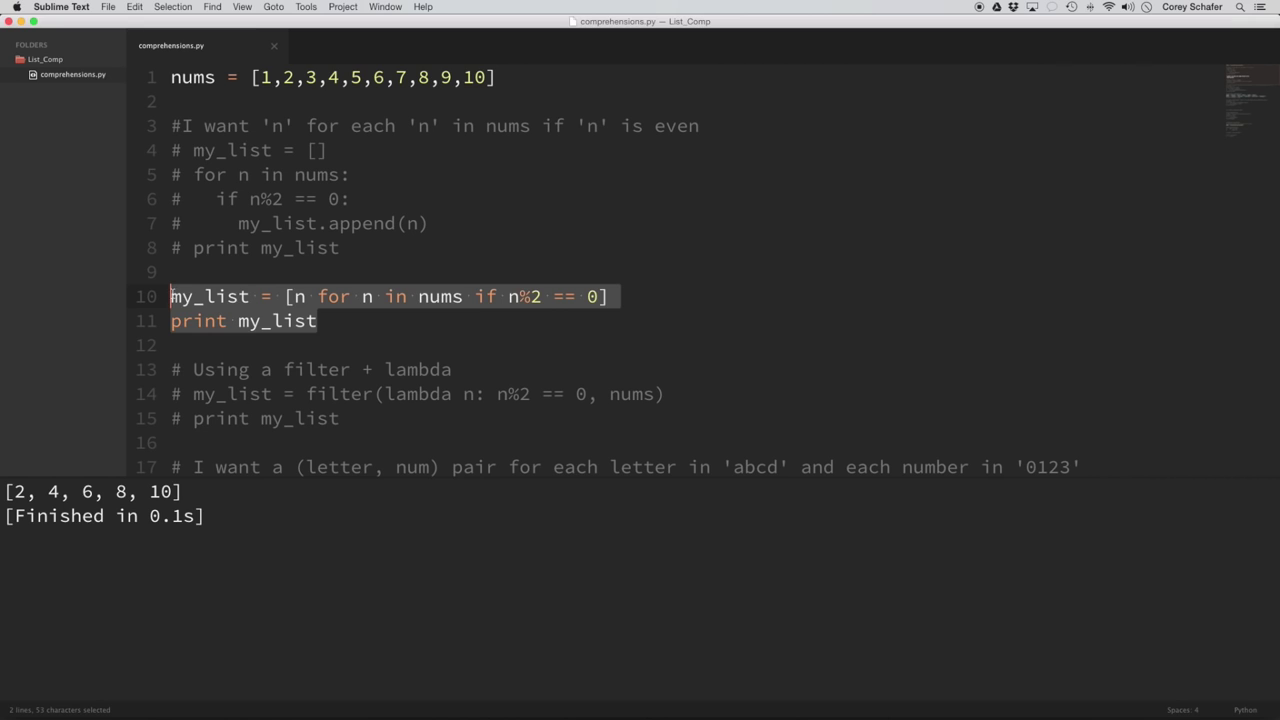 Sublime Text File Edit Selection Find View Goto Tools Project Window Help Corey Schafer
comprehensions.py — List_Comp
FOLDERS
List_Comp
comprehensions.py
comprehensions.py
1 nums = [1,2,3,4,5,6,7,8,9,10]
2
3 #I want 'n' for each 'n' in nums if 'n' is even
4 # my_list = []
5 # for n in nums:
6 #   if n%2 == 0:
7 #     my_list.append(n)
8 # print my_list
9
10 my_list = [n for n in nums if n%2 == 0]
11 print my_list
12
13 # Using a filter + lambda
14 # my_list = filter(lambda n: n%2 == 0, nums)
15 # print my_list
16
17 # I want a (letter, num) pair for each letter in 'abcd' and each number in '0123'
[2, 4, 6, 8, 10]
[Finished in 0.1s]
2 lines, 53 characters selected Spaces: 4 Python